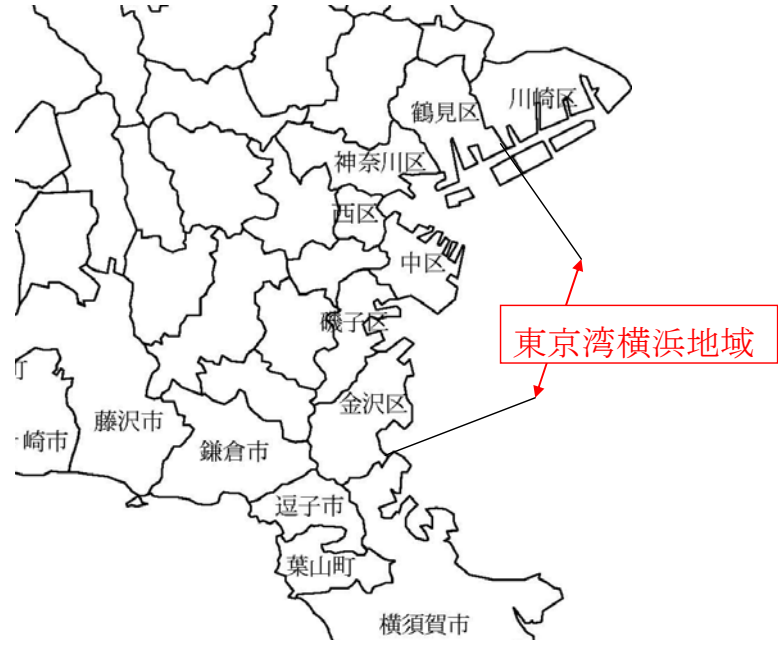 川崎区
鶴見区
神奈川区
西区
中区
磯子区
東京湾横浜地域
町
金沢区
藤沢市
崎市
鎌倉市
逗子市
葉山町
横須賀市